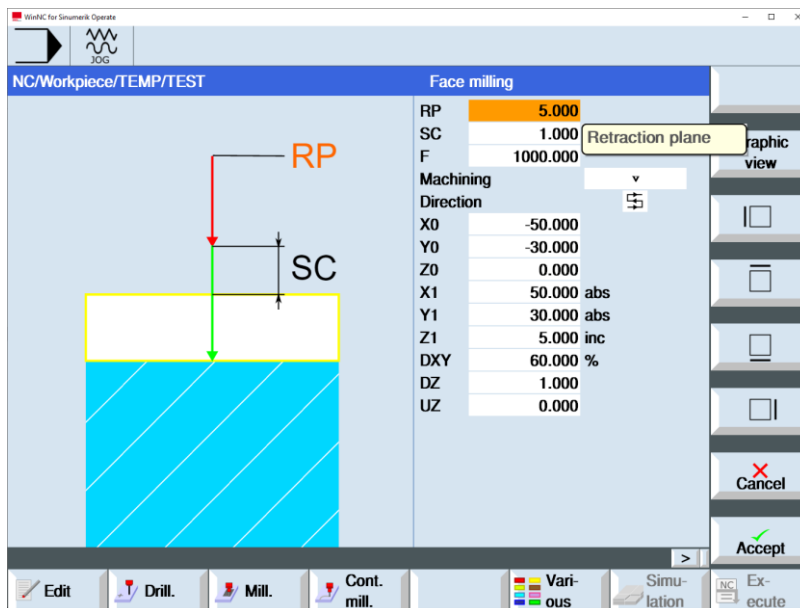 WinNC for Sinumerik Operate
JOG
NC/Workpiece/TEMP/TEST
Face milling
RP
SC
RP 5.000
SC 1.000
Retraction plane
F 1000.000
Machining v
Direction
X0 -50.000
Y0 -30.000
Z0 0.000
X1 50.000 abs
Y1 30.000 abs
Z1 5.000 inc
DXY 60.000 %
DZ 1.000
UZ 0.000
raphic
view
Cancel
Accept
>
Edit
Drill.
Mill.
Cont.
mill.
Vari-
ous
Simu-
lation
NC
Ex-
ecute